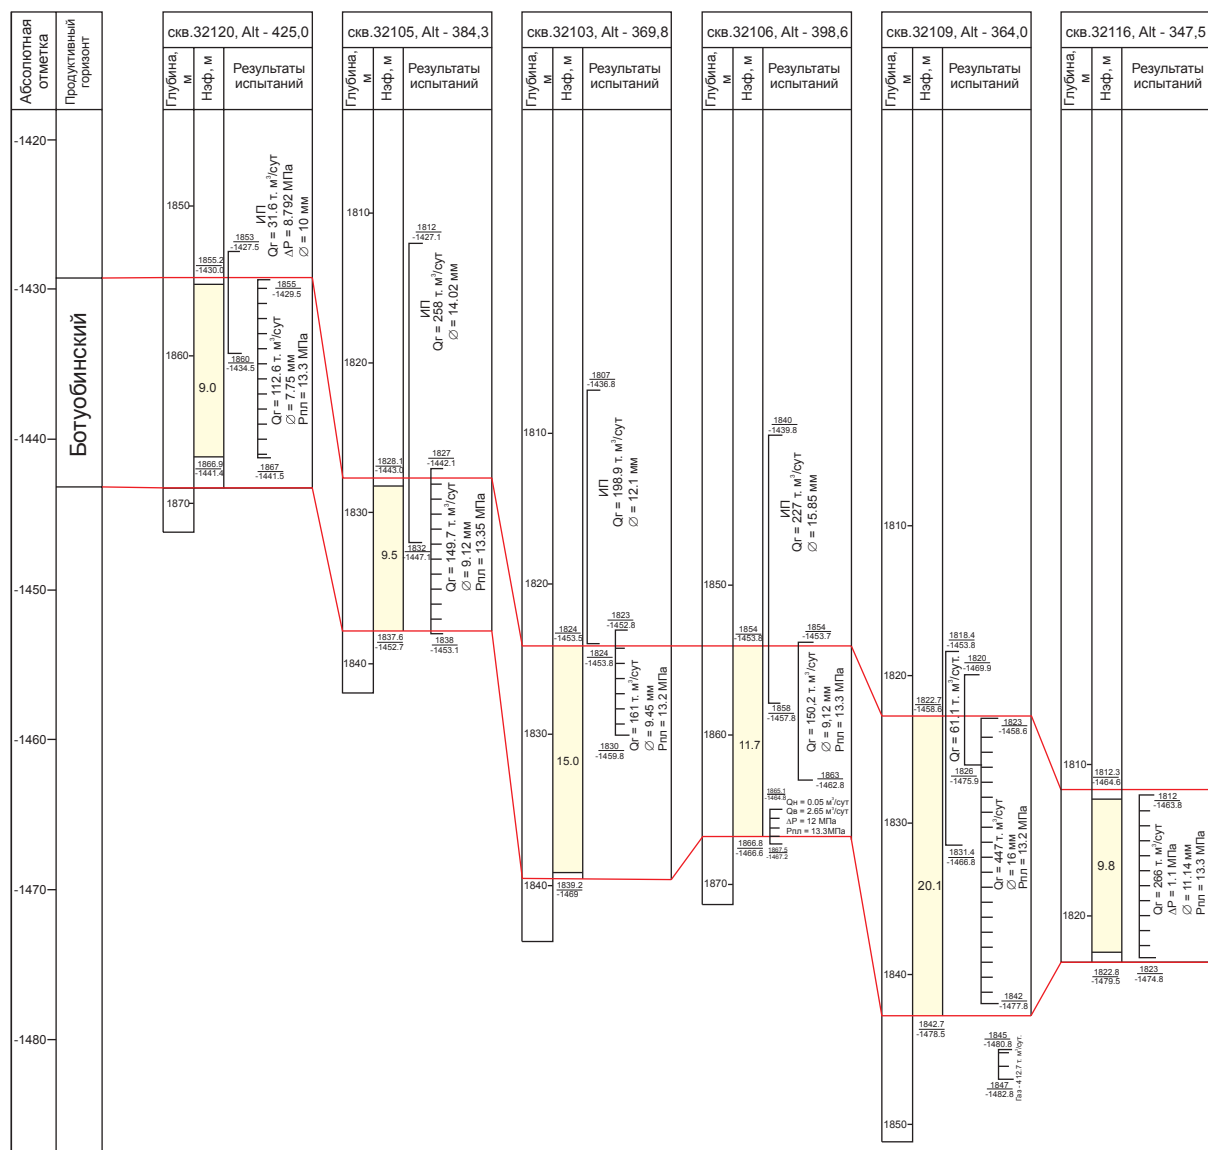 Абсолютная
отметка
Продуктивный
горизонт
-1420
-1430
-1440
-1450
-1460
-1470
-1480
Ботуобинский
скв.32120, Alt - 425,0
Глубина,
м
Нэф, м
Результаты
испытаний
1850
1860
1870
1855.2
-1430.0
9.0
1866.9
-1441.4
1853
-1427.5
1860
-1434.5
ИП
Qг = 31.6 т. м³/сут
ΔP = 8.792 МПа
∅ = 10 мм
1855
-1429.5
Qг = 112.6 т. м³/сут
∅ = 7.75 мм
Рпл = 13.3 МПа
1867
-1441.5
скв.32105, Alt - 384,3
Глубина,
м
Нэф, м
Результаты
испытаний
1810
1820
1830
1840
1828.1
-1443.0
9.5
1837.6
-1452.7
1812
-1427.1
ИП
Qг = 258 т. м³/сут
∅ = 14.02 мм
1832
-1447.1
1827
-1442.1
Qг = 149.7 т. м³/сут
∅ = 9.12 мм
Рпл = 13.35 МПа
1838
-1453.1
скв.32103, Alt - 369,8
Глубина,
м
Нэф, м
Результаты
испытаний
1810
1820
1830
1840
1824
-1453.5
15.0
1839.2
-1469
1807
-1436.8
ИП
Qг = 198.9 т. м³/сут
∅ = 12.1 мм
1824
-1453.8
1823
-1452.8
Qг = 161 т. м³/сут
∅ = 9.45 мм
Рпл = 13.2 МПа
1830
-1459.8
скв.32106, Alt - 398,6
Глубина,
м
Нэф, м
Результаты
испытаний
1850
1860
1870
1854
-1453.8
11.7
1866.8
-1466.6
1840
-1439.8
ИП
Qг = 227 т. м³/сут
∅ = 15.85 мм
1858
-1457.8
1854
-1453.7
Qг = 150,2 т. м³/сут
∅ = 9,12 мм
Рпл = 13.3 МПа
1863
-1462.8
1865.1
-1464.8
Qн = 0.05 м³/сут
Qв = 2.65 м³/сут
ΔP = 12 МПа
Рпл = 13.3МПа
1867.5
-1467.2
скв.32109, Alt - 364,0
Глубина,
м
Нэф, м
Результаты
испытаний
1810
1820
1830
1840
1850
1822.7
-1458.6
20.1
1842.7
-1478.5
1818.4
-1453.8
1831.4
-1466.8
Qг = 61.1 т. м³/сут.
1820
-1469.9
1826
-1475.9
1823
-1458.6
Qг = 447 т. м³/сут
∅ = 16 мм
Рпл = 13.2 МПа
1842
-1477.8
1845
-1480.8
Газ - 412.7 т. м³/сут.
1847
-1482.8
скв.32116, Alt - 347,5
Глубина,
м
Нэф, м
Результаты
испытаний
1810
1820
1812.3
-1464.6
9.8
1822.8
-1479.5
1812
-1463.8
Qг = 266 т. м³/сут
ΔP = 1.1 МПа
∅ = 11.14 мм
Рпл = 13.3 МПа
1823
-1474.8